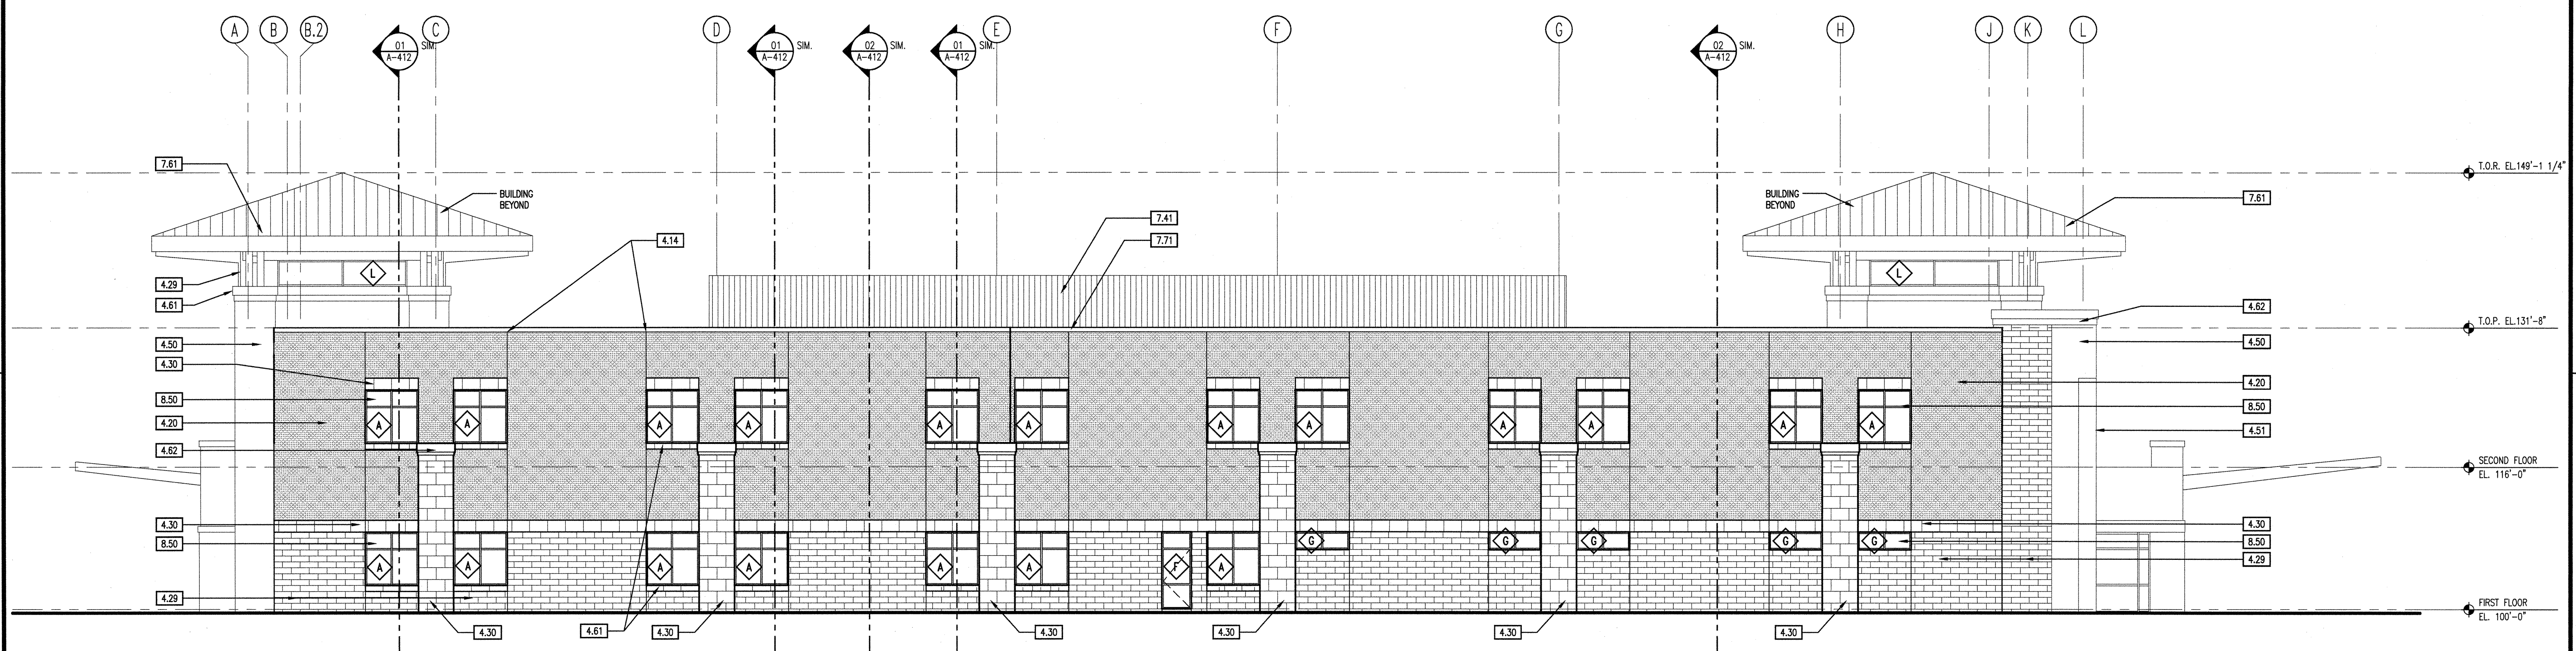 A
B
B.2
C
D
E
F
G
H
J
K
L
01
A-412
SIM.
01
A-412
SIM.
02
A-412
SIM.
01
A-412
SIM.
02
A-412
SIM.
7.61
BUILDING
BEYOND
BUILDING
BEYOND
T.O.R. EL.149'-1 1/4"
7.61
7.41
7.71
4.14
L
L
4.29
4.61
4.62
T.O.P. EL.131'-8"
4.50
4.50
4.30
4.20
8.50
8.50
4.20
4.51
A
A
A
A
A
A
A
A
A
A
A
A
4.62
SECOND FLOOR
EL. 116'-0"
4.30
4.30
8.50
8.50
G
G
G
G
G
4.29
A
A
A
A
A
A
F
A
4.29
FIRST FLOOR
EL. 100'-0"
4.30
4.61
4.30
4.30
4.30
4.30
4.30